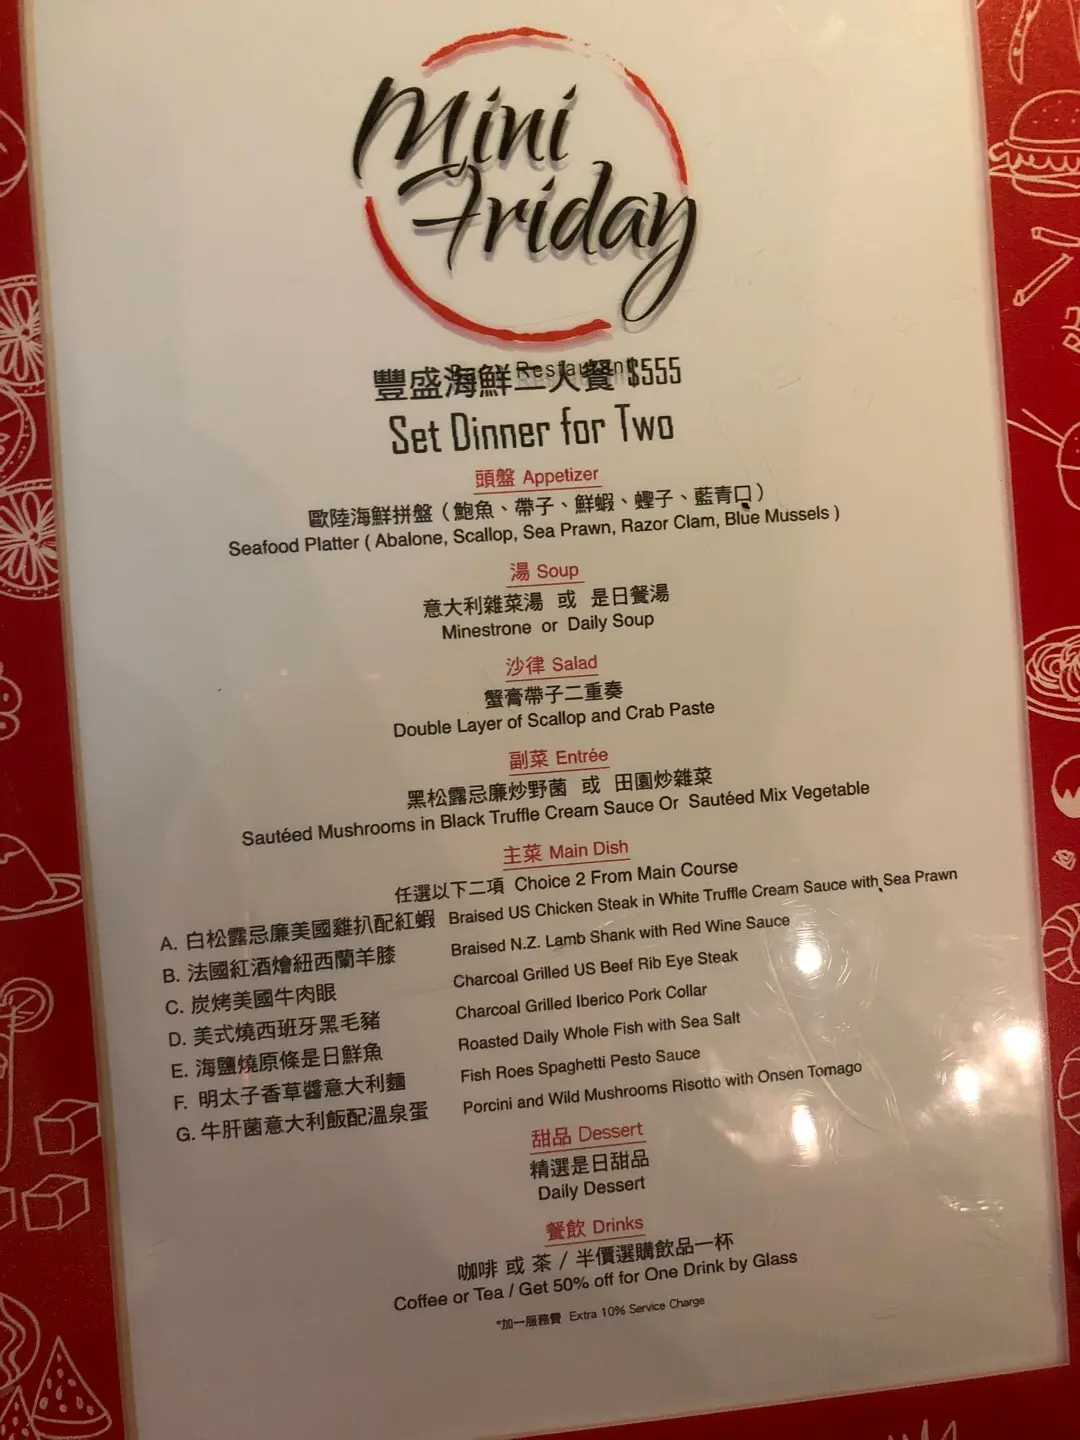 Mini
Friday
Restaurant
豐盛海鮮二人餐 $555
Set Dinner for Two
頭盤 Appetizer
歐陸海鮮拼盤（鮑魚、帶子、鮮蝦、蟶子、藍青口）
Seafood Platter ( Abalone, Scallop, Sea Prawn, Razor Clam, Blue Mussels )
湯 Soup
意大利雜菜湯 或 是日餐湯
Minestrone or Daily Soup
沙律 Salad
蟹膏帶子二重奏
Double Layer of Scallop and Crab Paste
副菜 Entrée
黑松露忌廉炒野菌 或 田園炒雜菜
Sautéed Mushrooms in Black Truffle Cream Sauce Or Sautéed Mix Vegetable
主菜 Main Dish
任選以下二項 Choice 2 From Main Course
A. 白松露忌廉美國雞扒配紅蝦 Braised US Chicken Steak in White Truffle Cream Sauce with Sea Prawn
B. 法國紅酒燴紐西蘭羊膝 Braised N.Z. Lamb Shank with Red Wine Sauce
C. 炭烤美國牛肉眼 Charcoal Grilled US Beef Rib Eye Steak
D. 美式燒西班牙黑毛豬 Charcoal Grilled Iberico Pork Collar
E. 海鹽燒原條是日鮮魚 Roasted Daily Whole Fish with Sea Salt
F. 明太子香草醬意大利麵 Fish Roes Spaghetti Pesto Sauce
G. 牛肝菌意大利飯配溫泉蛋 Porcini and Wild Mushrooms Risotto with Onsen Tomago
甜品 Dessert
精選是日甜品
Daily Dessert
餐飲 Drinks
咖啡 或 茶 / 半價選購飲品一杯
Coffee or Tea / Get 50% off for One Drink by Glass
*加一服務費 Extra 10% Service Charge